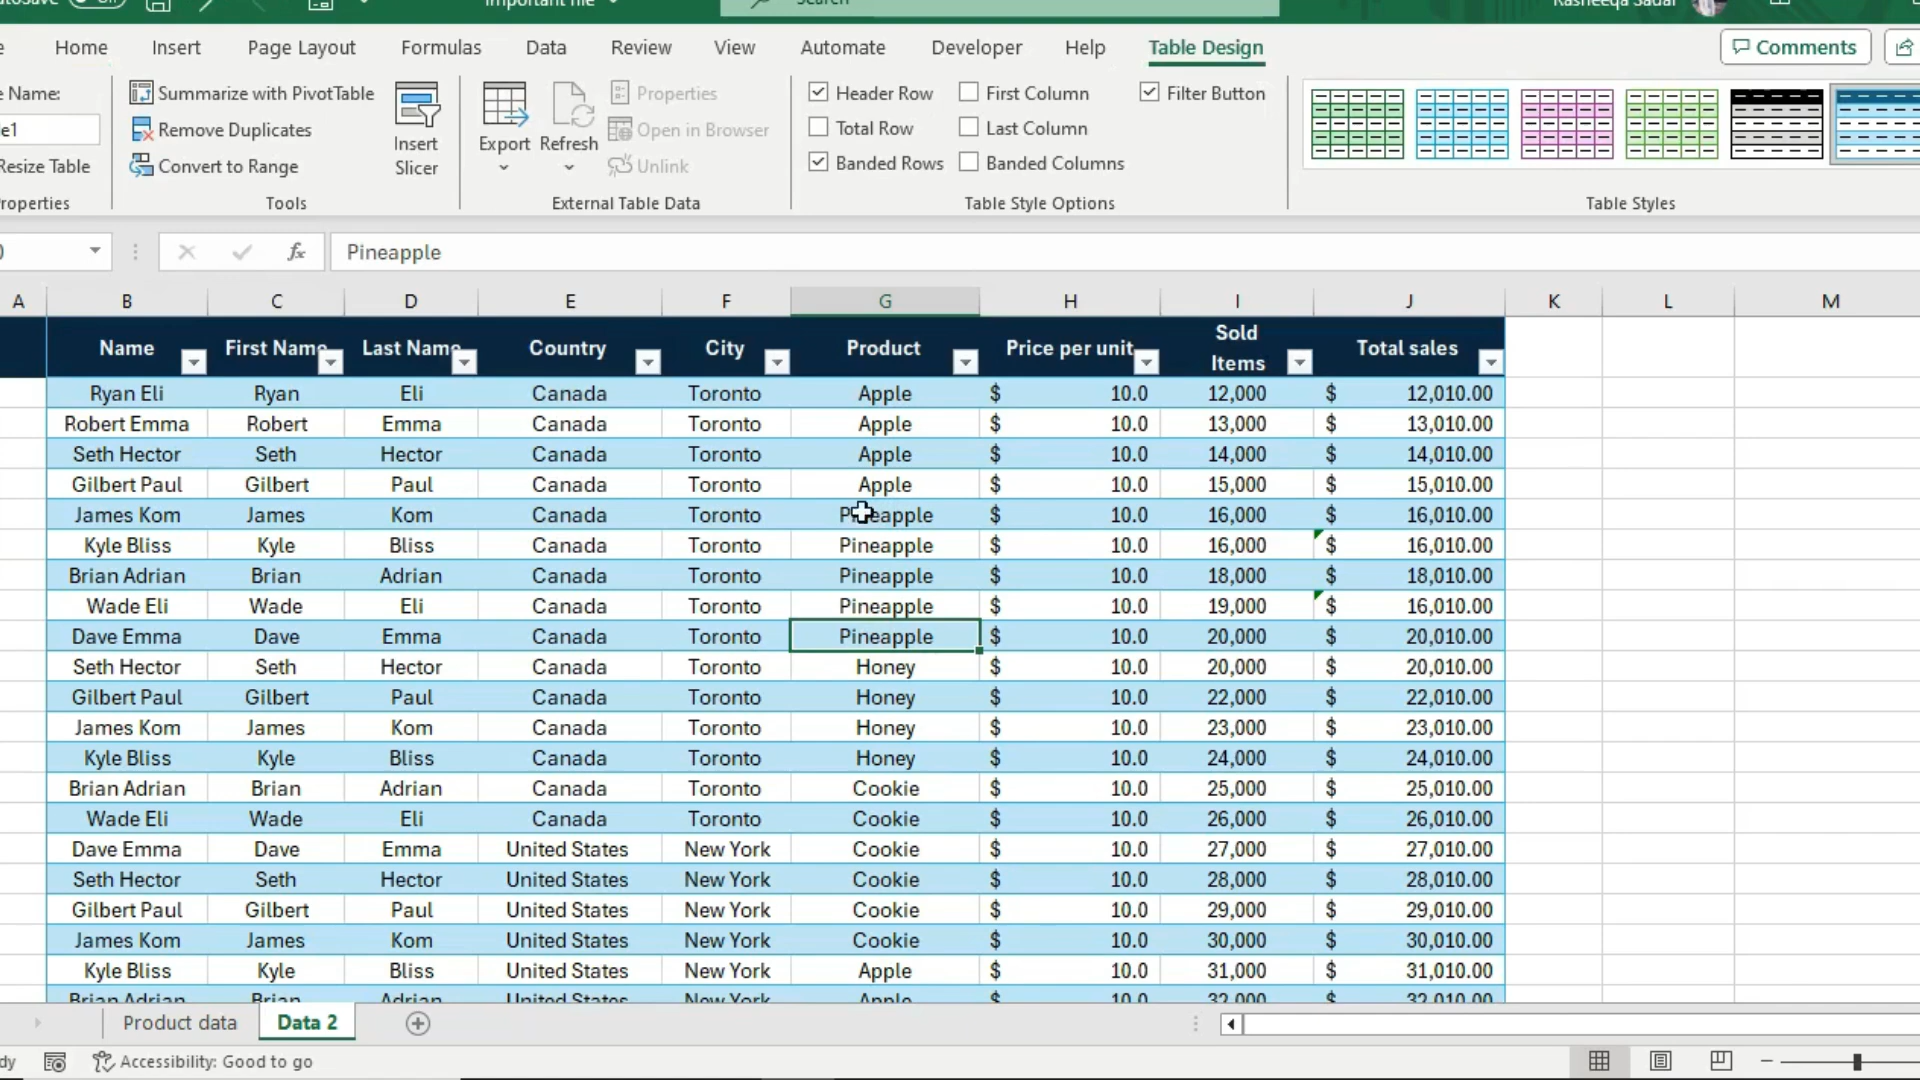 Important file
Search
Rasheeqa Sadaf
Home Insert Page Layout Formulas Data Review View Automate Developer Help Table Design Comments
Name:
Resize Table
Summarize with PivotTable
Remove Duplicates
Convert to Range
Tools
Insert Slicer
Export
Refresh
Properties
Open in Browser
Unlink
External Table Data
Header Row
Total Row
Banded Rows
First Column
Last Column
Banded Columns
Filter Button
Table Style Options
Table Styles
fx Pineapple
A B C D E F G H I J K L M
Name First Name Last Name Country City Product Price per unit Sold Items Total sales
Ryan Eli Ryan Eli Canada Toronto Apple $ 10.0 12,000 $ 12,010.00
Robert Emma Robert Emma Canada Toronto Apple $ 10.0 13,000 $ 13,010.00
Seth Hector Seth Hector Canada Toronto Apple $ 10.0 14,000 $ 14,010.00
Gilbert Paul Gilbert Paul Canada Toronto Apple $ 10.0 15,000 $ 15,010.00
James Kom James Kom Canada Toronto Pineapple $ 10.0 16,000 $ 16,010.00
Kyle Bliss Kyle Bliss Canada Toronto Pineapple $ 10.0 16,000 $ 16,010.00
Brian Adrian Brian Adrian Canada Toronto Pineapple $ 10.0 18,000 $ 18,010.00
Wade Eli Wade Eli Canada Toronto Pineapple $ 10.0 19,000 $ 16,010.00
Dave Emma Dave Emma Canada Toronto Pineapple $ 10.0 20,000 $ 20,010.00
Seth Hector Seth Hector Canada Toronto Honey $ 10.0 20,000 $ 20,010.00
Gilbert Paul Gilbert Paul Canada Toronto Honey $ 10.0 22,000 $ 22,010.00
James Kom James Kom Canada Toronto Honey $ 10.0 23,000 $ 23,010.00
Kyle Bliss Kyle Bliss Canada Toronto Honey $ 10.0 24,000 $ 24,010.00
Brian Adrian Brian Adrian Canada Toronto Cookie $ 10.0 25,000 $ 25,010.00
Wade Eli Wade Eli Canada Toronto Cookie $ 10.0 26,000 $ 26,010.00
Dave Emma Dave Emma United States New York Cookie $ 10.0 27,000 $ 27,010.00
Seth Hector Seth Hector United States New York Cookie $ 10.0 28,000 $ 28,010.00
Gilbert Paul Gilbert Paul United States New York Cookie $ 10.0 29,000 $ 29,010.00
James Kom James Kom United States New York Cookie $ 10.0 30,000 $ 30,010.00
Kyle Bliss Kyle Bliss United States New York Apple $ 10.0 31,000 $ 31,010.00
Brian Adrian Brian Adrian United States New York Apple $ 10.0 32,000 $ 32,010.00
Product data Data 2
Accessibility: Good to go